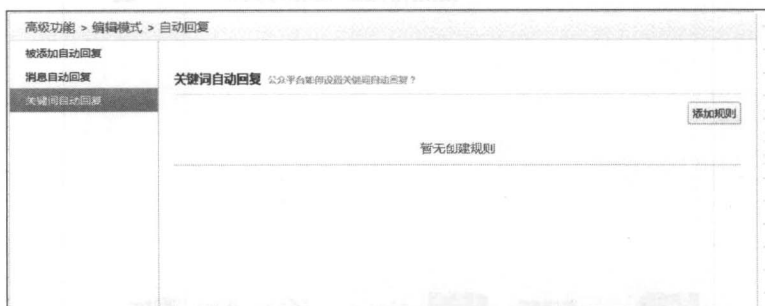 高级功能 > 编辑模式 > 自动回复
被添加自动回复
消息自动回复
关键词自动回复
关键词自动回复 公众平台如何设置关键词自动回复？
添加规则
暂无创建规则